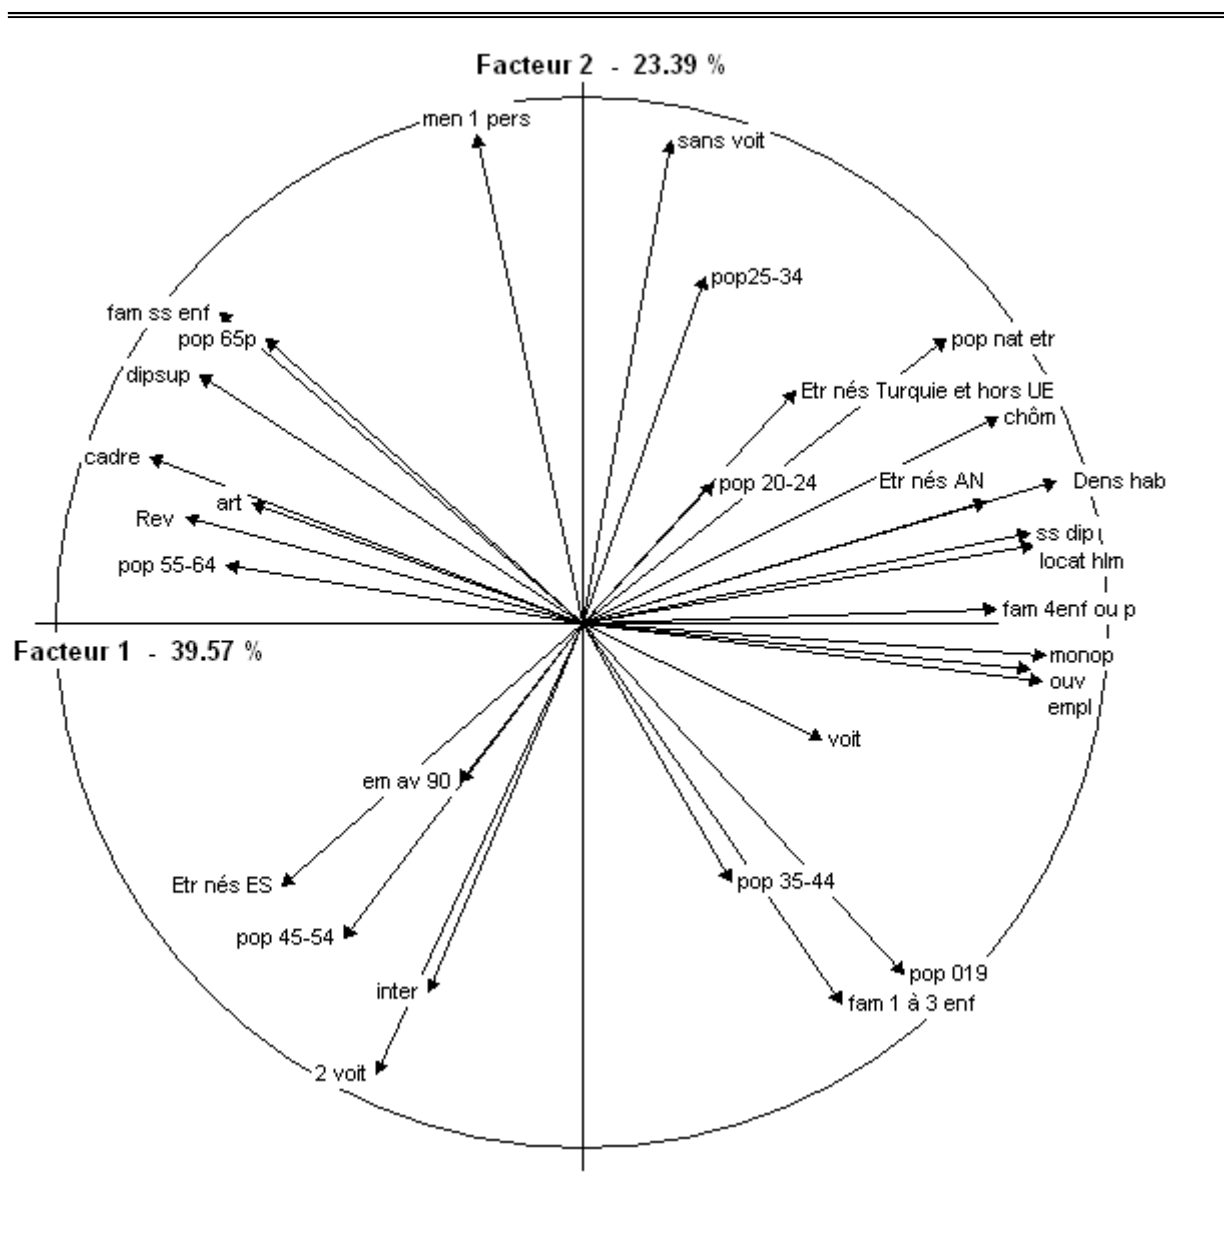 Facteur 2 - 23.39 %
men 1 pers
sans voit
pop25-34
fam ss enf
pop 65p
pop nat etr
dipsup
Etr nés Turquie et hors UE
chôm
cadre
pop 20-24
Etr nés AN
Dens hab
art
Rev
ss dip
locat hlm
pop 55-64
fam 4enf ou p
Facteur 1 - 39.57 %
monop
ouv
empl
voit
em av 90
Etr nés ES
pop 35-44
pop 45-54
pop 019
inter
fam 1 à 3 enf
2 voit